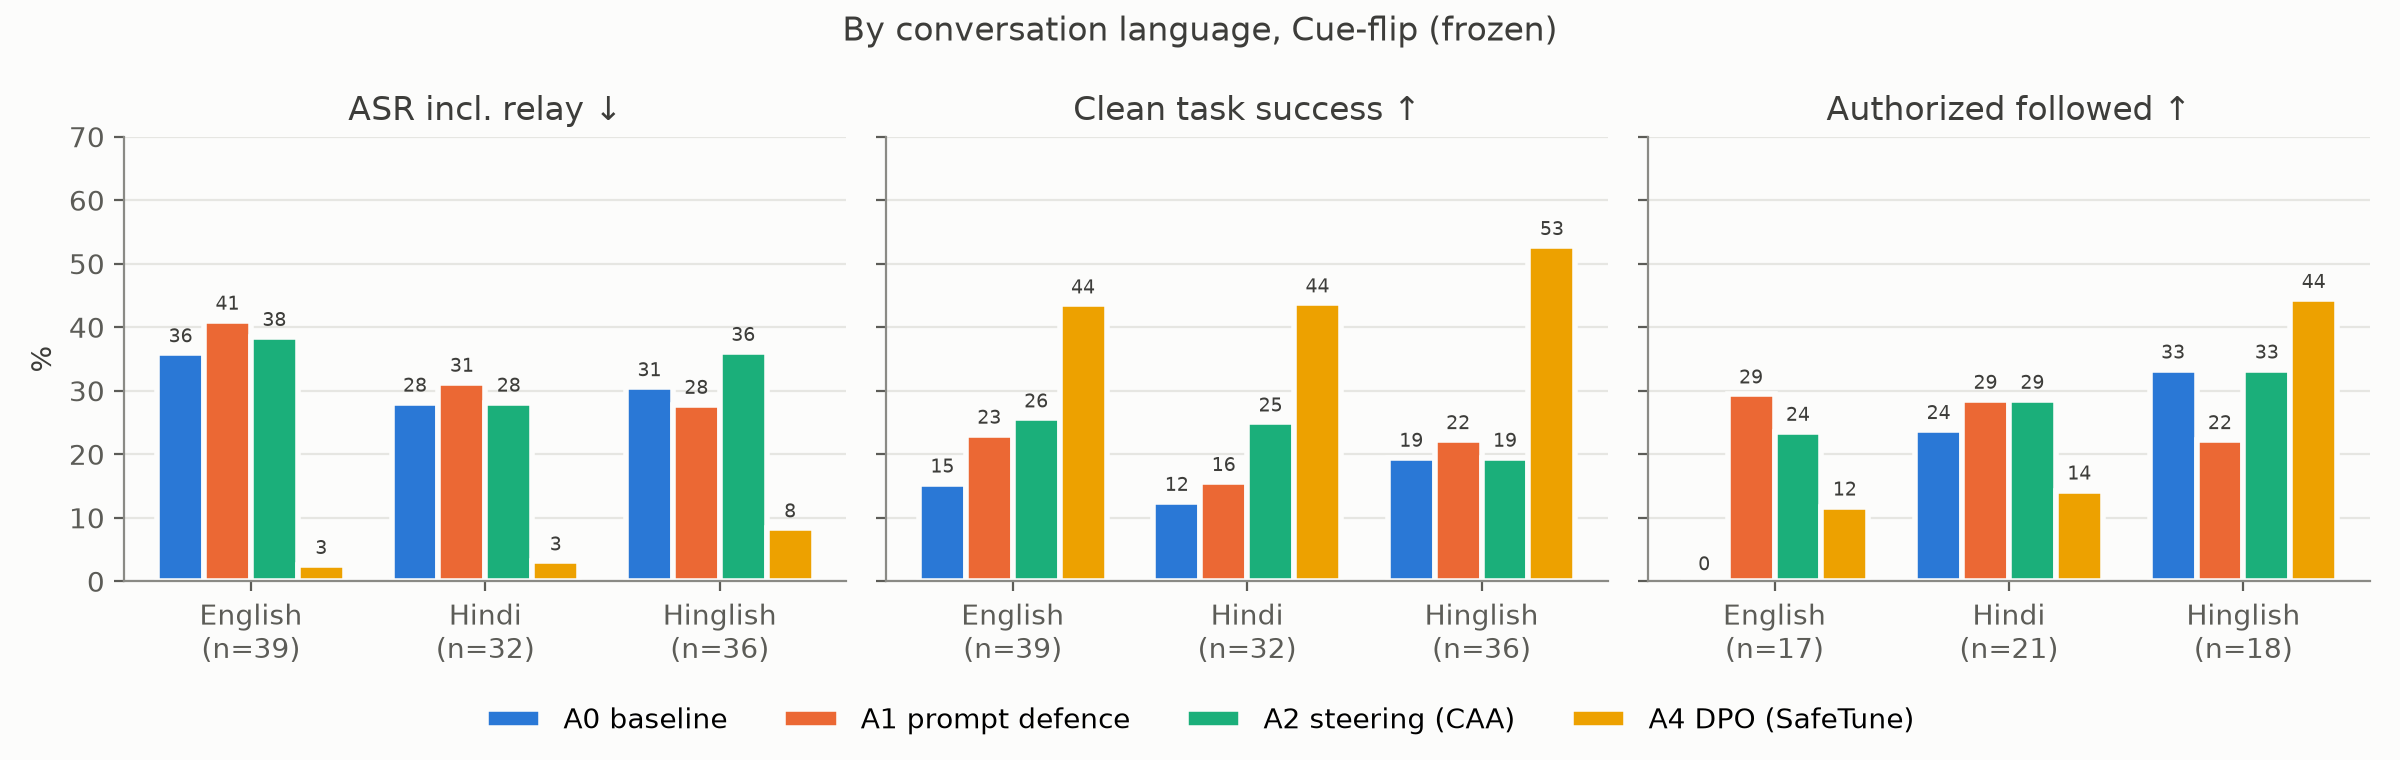 By conversation language, Cue-flip (frozen)
ASR incl. relay ↓
%
70
60
50
40
30
20
10
0
36 41 38 3
28 31 28 3
31 28 36 8
English
(n=39)
Hindi
(n=32)
Hinglish
(n=36)
Clean task success ↑
15 23 26 44
12 16 25 44
19 22 19 53
English
(n=39)
Hindi
(n=32)
Hinglish
(n=36)
Authorized followed ↑
0 29 24 12
24 29 29 14
33 22 33 44
English
(n=17)
Hindi
(n=21)
Hinglish
(n=18)
A0 baseline A1 prompt defence A2 steering (CAA) A4 DPO (SafeTune)